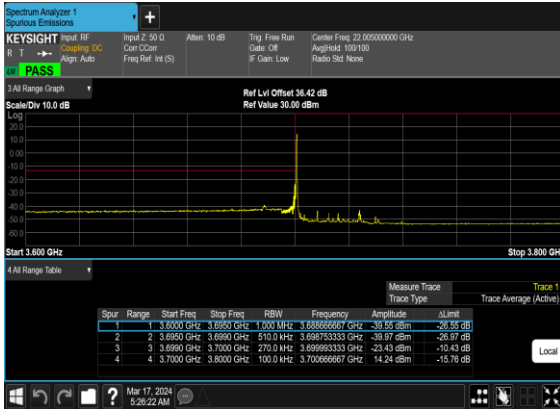 Spectrum Analyzer 1
Spurious Emissions
+
KEYSIGHT Input: RF Input Z: 50 Ω Atten: 10 dB Trig: Free Run Center Freq: 22.005000000 GHz
R T Coupling: DC Corr CCorr Gate: Off Avg|Hold: 100/100
Align: Auto Freq Ref: Int (S) IF Gain: Low Radio Std: None
PASS
3 All Range Graph
Ref Lvl Offset 36.42 dB
Scale/Div 10.0 dB Ref Value 30.00 dBm
Log
20.0
10.0
0.00
-10.0
-20.0
-30.0
-40.0
-50.0
-60.0
Start 3.600 GHz Stop 3.800 GH
4 All Range Table
Measure Trace Trace 1
Trace Type Trace Average (Active)
Spur Range Start Freq Stop Freq RBW Frequency Amplitude ΔLimit
1 1 3.6000 GHz 3.6950 GHz 1.000 MHz 3.688666667 GHz -39.55 dBm -26.55 dB
2 2 3.6950 GHz 3.6990 GHz 510.0 kHz 3.698753333 GHz -39.97 dBm -26.97 dB
3 3 3.6990 GHz 3.7000 GHz 270.0 kHz 3.699993333 GHz -23.43 dBm -10.43 dB
4 4 3.7000 GHz 3.8000 GHz 100.0 kHz 3.700666667 GHz 14.24 dBm -15.76 dB
Local
?
Mar 17, 2024
5:26:22 AM